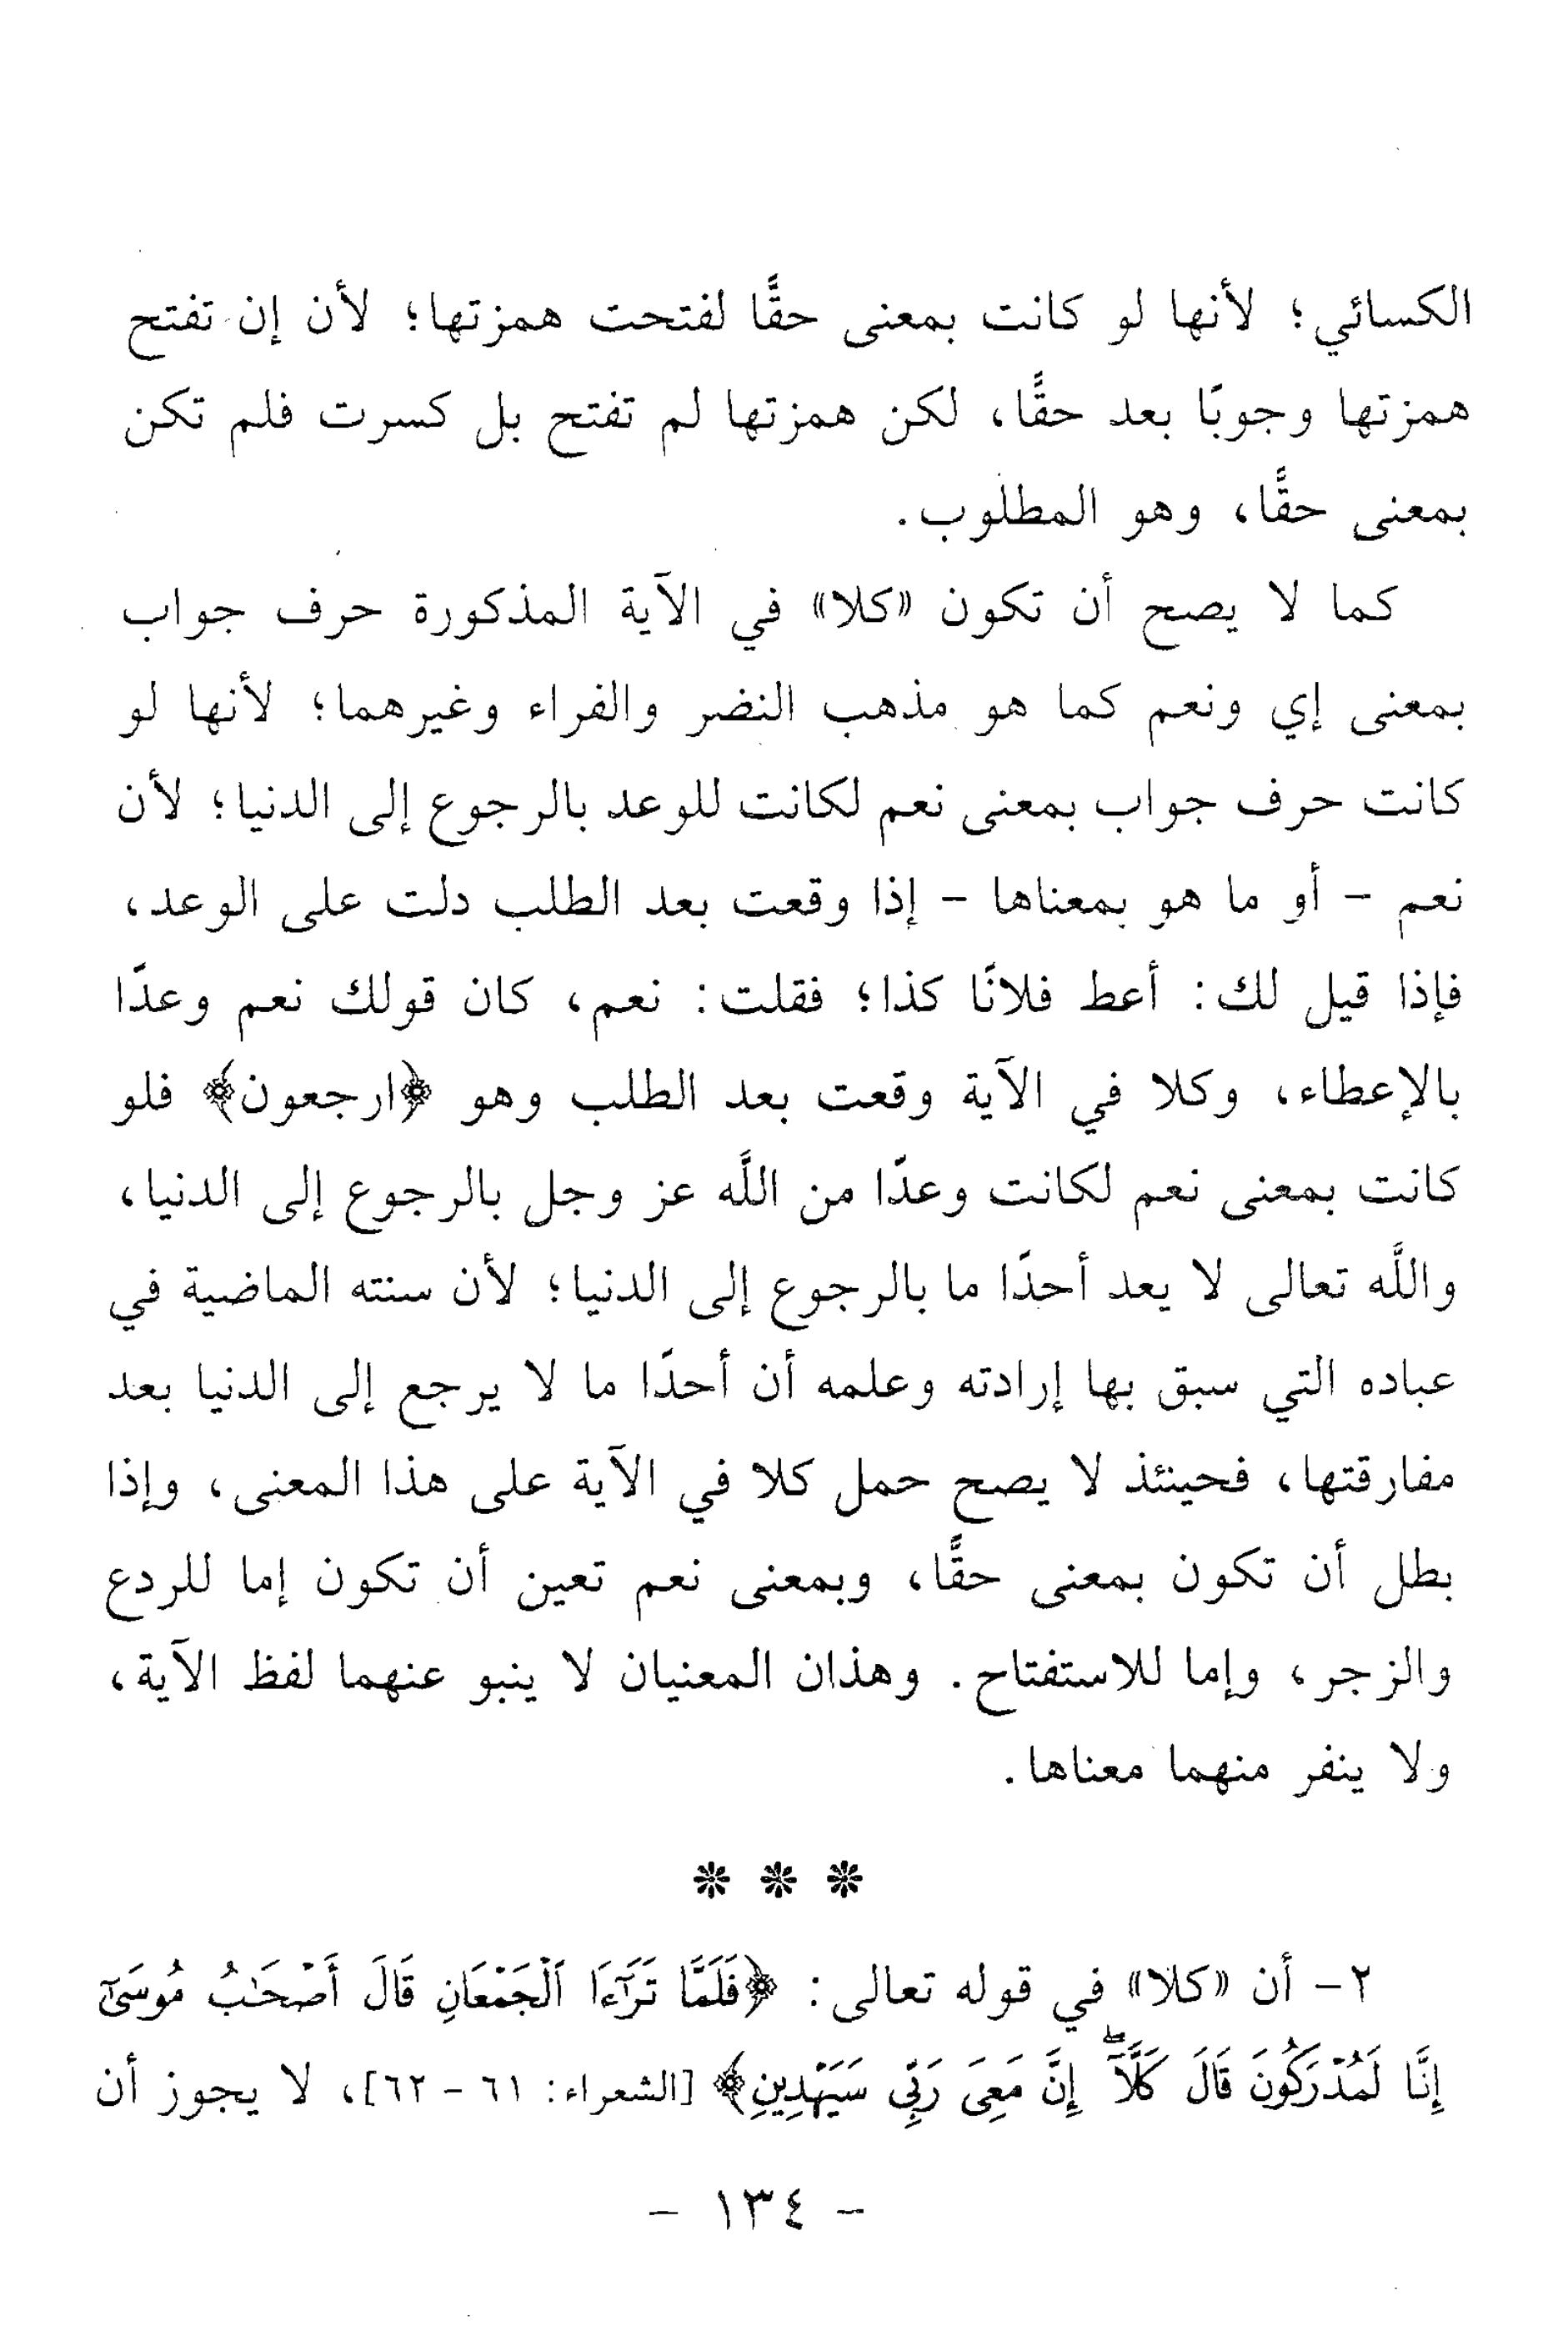 الكسائي؛ لأنها لو كانت بمعنى حقًّا لفتحت همزتها؛ لأن إن تفتح
همزتها وجوبًا بعد حقًّا، لكن همزتها لم تفتح بل كسرت فلم تكن
بمعنى حقًّا، وهو المطلوب.
كما لا يصح أن تكون «كلا» في الآية المذكورة حرف جواب
بمعنى إي ونعم كما هو مذهب النضر والفراء وغيرهما؛ لأنها لو
كانت حرف جواب بمعنى نعم لكانت للوعد بالرجوع إلى الدنيا؛ لأن
نعم - أو ما هو بمعناها - إذا وقعت بعد الطلب دلت على الوعد،
فإذا قيل لك: أعط فلانًا كذا؛ فقلت: نعم، كان قولك نعم وعدًا
بالإعطاء، وكلا في الآية وقعت بعد الطلب وهو ﴿ارجعون﴾ فلو
كانت بمعنى نعم لكانت وعدًا من اللَّه عز وجل بالرجوع إلى الدنيا،
واللَّه تعالى لا يعد أحدًا ما بالرجوع إلى الدنيا؛ لأن سنته الماضية في
عباده التي سبق بها إرادته وعلمه أن أحدًا ما لا يرجع إلى الدنيا بعد
مفارقتها، فحينئذ لا يصح حمل كلا في الآية على هذا المعنى، وإذا
بطل أن تكون بمعنى حقًّا، وبمعنى نعم تعين أن تكون إما للردع
والزجر، وإما للاستفتاح. وهذان المعنيان لا ينبو عنهما لفظ الآية،
ولا ينفر منهما معناها.
* * *
٢- أن «كلا» في قوله تعالى: ﴿فَلَمَّا تَرَٰٓءَا ٱلْجَمْعَانِ قَالَ أَصْحَٰبُ مُوسَىٰٓ
إِنَّا لَمُدْرَكُونَ قَالَ كَلَّآ ۖ إِنَّ مَعِىَ رَبِّى سَيَهْدِينِ﴾ [الشعراء: ٦١ - ٦٢]، لا يجوز أن
- ١٣٤ -